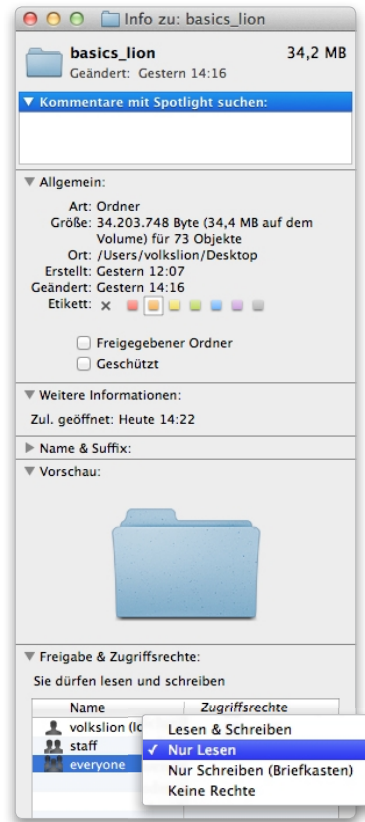 Info zu: basics_lion
basics_lion 34,2 MB
Geändert: Gestern 14:16
Kommentare mit Spotlight suchen:
Allgemein:
Art: Ordner
Größe: 34.203.748 Byte (34,4 MB auf dem
Volume) für 73 Objekte
Ort: /Users/volkslion/Desktop
Erstellt: Gestern 12:07
Geändert: Gestern 14:16
Etikett:
Freigegebener Ordner
Geschützt
Weitere Informationen:
Zul. geöffnet: Heute 14:22
Name & Suffix:
Vorschau:
Freigabe & Zugriffsrechte:
Sie dürfen lesen und schreiben
Name Zugriffsrechte
volkslion
staff
everyone
Lesen & Schreiben
✓ Nur Lesen
Nur Schreiben (Briefkasten)
Keine Rechte